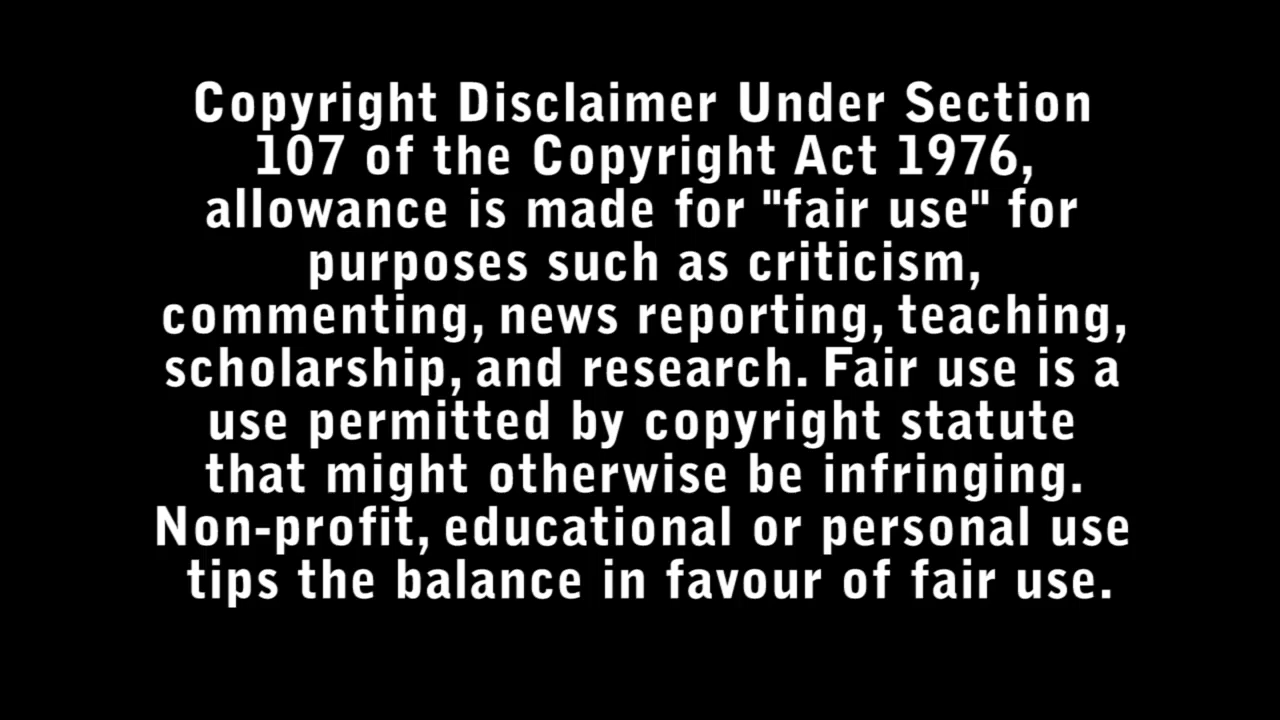 Copyright Disclaimer Under Section
107 of the Copyright Act 1976,
allowance is made for "fair use" for
purposes such as criticism,
commenting, news reporting, teaching,
scholarship, and research. Fair use is a
use permitted by copyright statute
that might otherwise be infringing.
Non-profit, educational or personal use
tips the balance in favour of fair use.